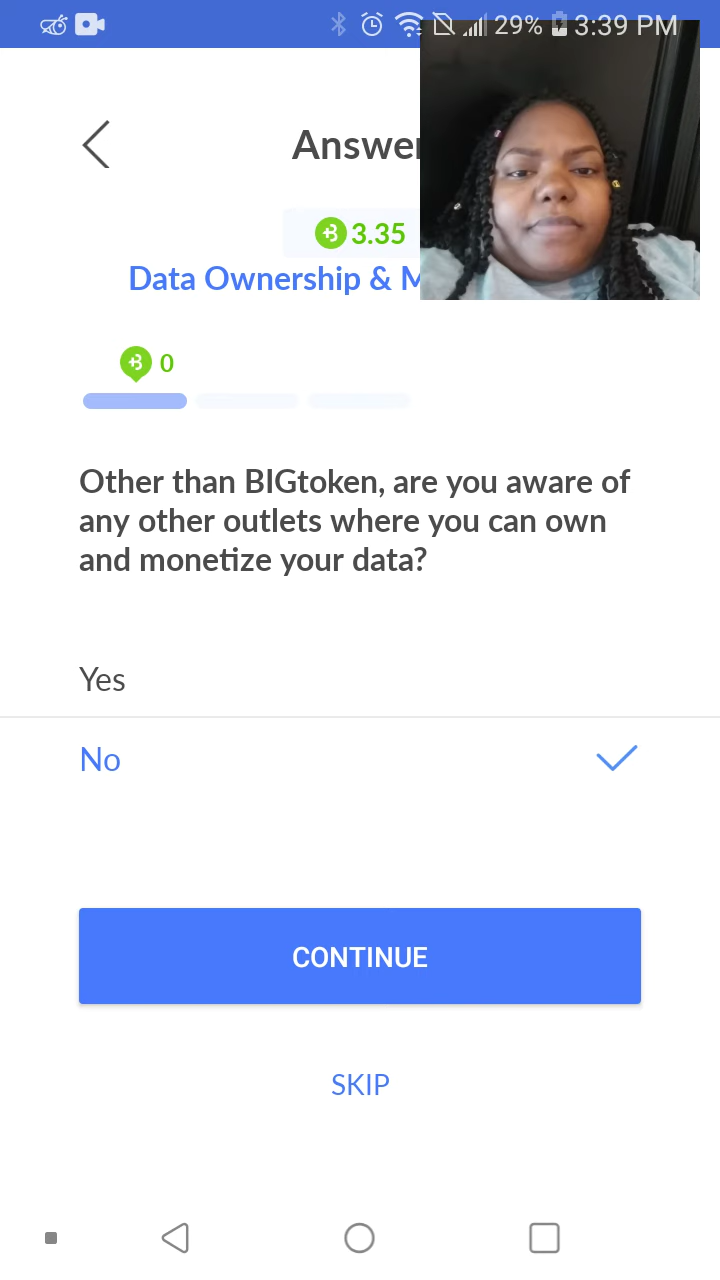 29% 3:39 PM
Answer
3.35
Data Ownership &
0
Other than BIGtoken, are you aware of
any other outlets where you can own
and monetize your data?
Yes
No
CONTINUE
SKIP